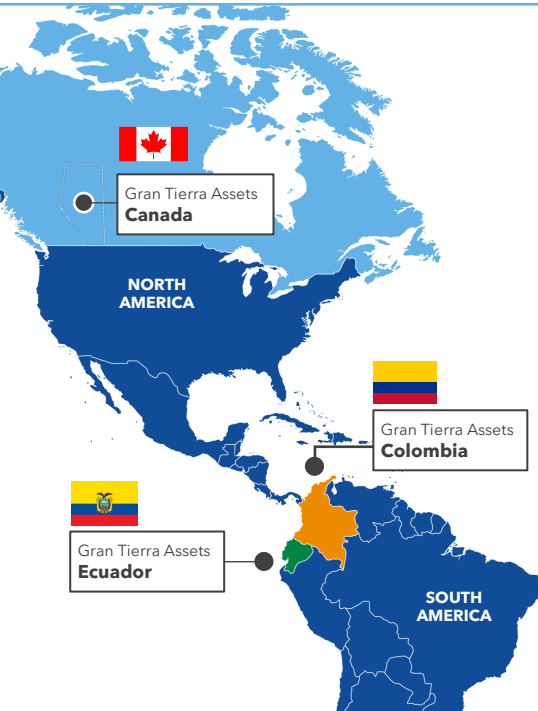 Gran Tierra Assets
Canada
NORTH
AMERICA
Gran Tierra Assets
Colombia
Gran Tierra Assets
Ecuador
SOUTH
AMERICA